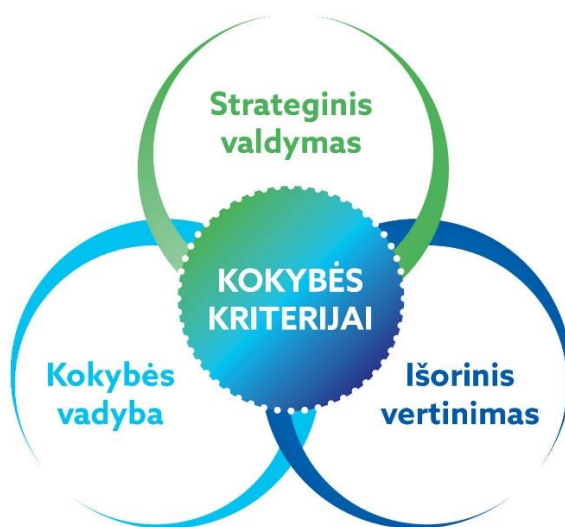 Strateginis
valdymas
KOKYBĖS
KRITERIJAI
Kokybės
vadyba
Išorinis
vertinimas